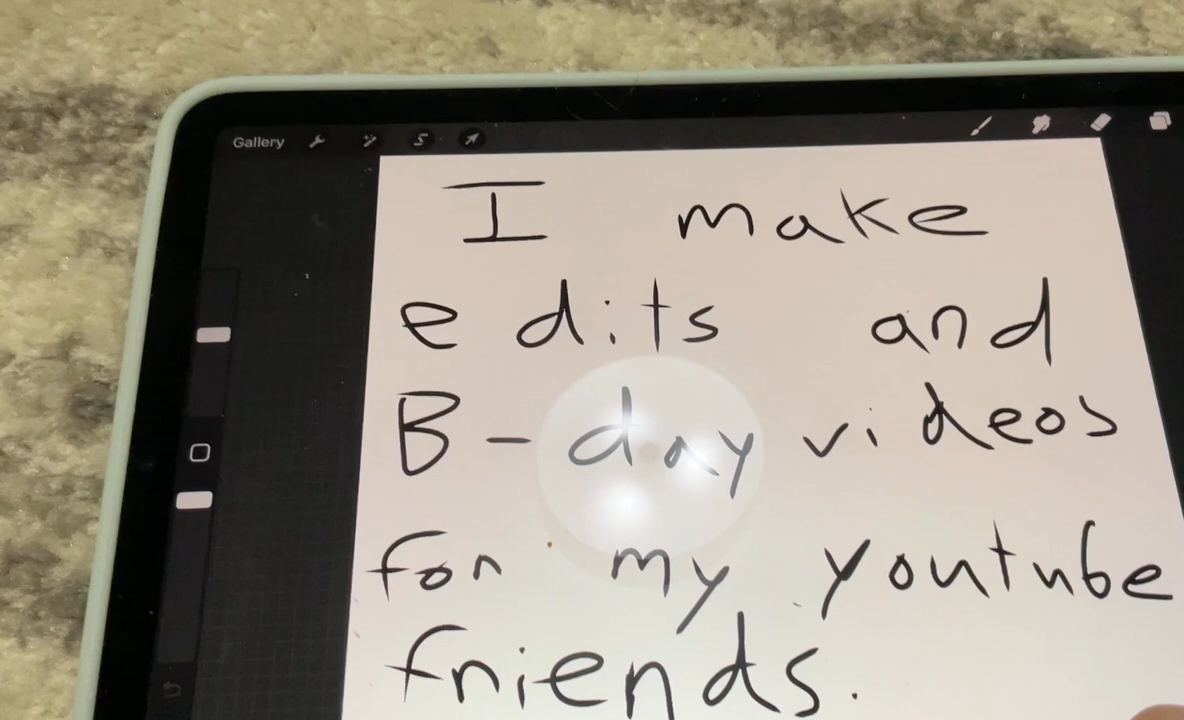 Gallery
I make
edits and
B-day videos
for my youtube
friends.